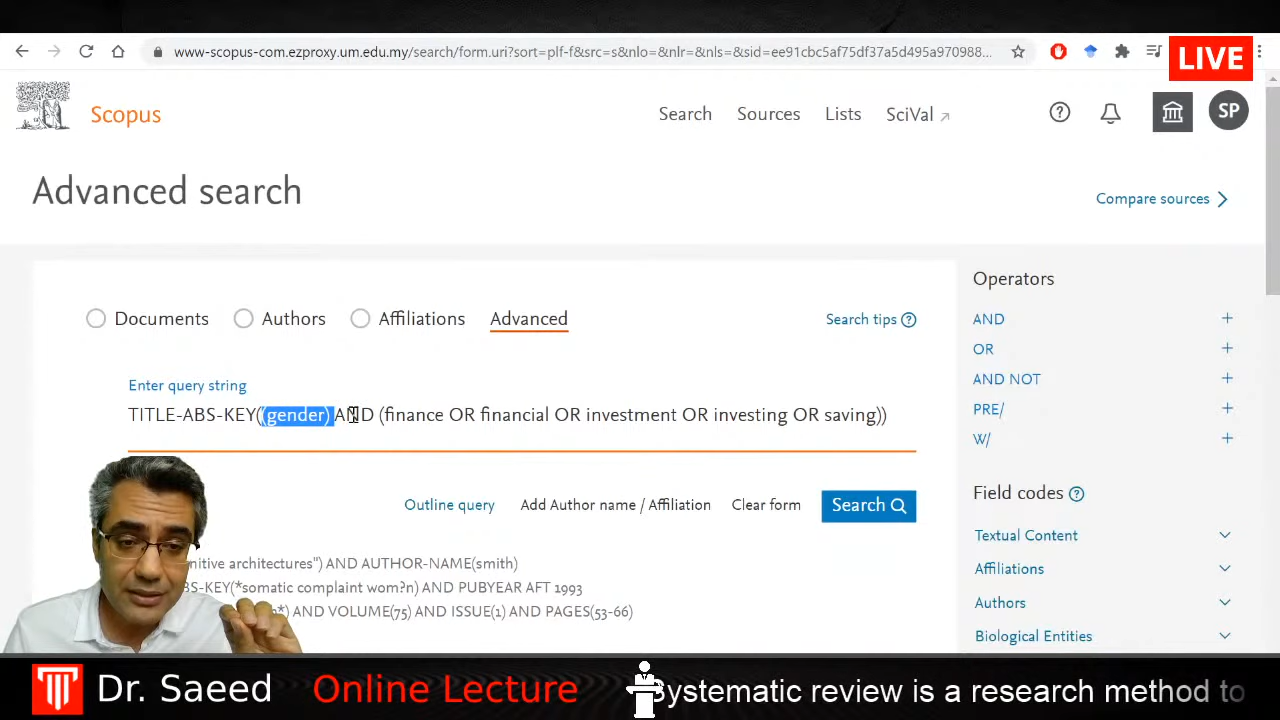 www-scopus-com.ezproxy.um.edu.my/search/form.uri?sort=plf-f&src=s&nlo=&nlr=&nls=&sid=ee91cbc5af75df37a5d495a970988...
LIVE
Scopus
Search Sources Lists SciVal
SP
Advanced search
Compare sources
Documents Authors Affiliations Advanced
Search tips
Enter query string
TITLE-ABS-KEY((gender) AND (finance OR financial OR investment OR investing OR saving))
Outline query Add Author name / Affiliation Clear form Search
nitive architectures") AND AUTHOR-NAME(smith)
BS-KEY(*somatic complaint wom?n) AND PUBYEAR AFT 1993
*) AND VOLUME(75) AND ISSUE(1) AND PAGES(53-66)
Operators
AND +
OR +
AND NOT +
PRE/ +
W/ +
Field codes
Textual Content
Affiliations
Authors
Biological Entities
Dr. Saeed Online Lecture Systematic review is a research method to